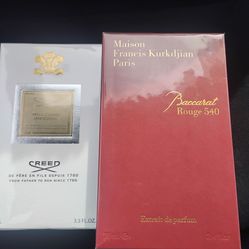 CREED
DE PÈRE EN FILS DEPUIS 1760
FROM FATHER TO SON SINCE 1760
3.3 FL.OZ
Maison
Francis Kurkdjian
Paris
Baccarat
Rouge 540
Extrait de parfum